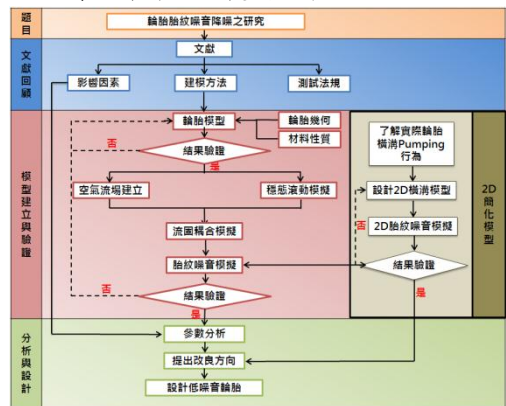 題目
輪胎胎紋噪音降噪之研究
文獻回顧
文獻
影響因素
建模方法
測試法規
模型建立與驗證
輪胎模型
輪胎幾何
材料性質
否
結果驗證
是
空氣流場建立
穩態滾動模擬
流固耦合模擬
胎紋噪音模擬
否
結果驗證
是
2D簡化模型
了解實際輪胎
橫溝Pumping
行為
設計2D橫溝模型
否
2D胎紋噪音模擬
結果驗證
是
分析與設計
參數分析
提出改良方向
設計低噪音輪胎